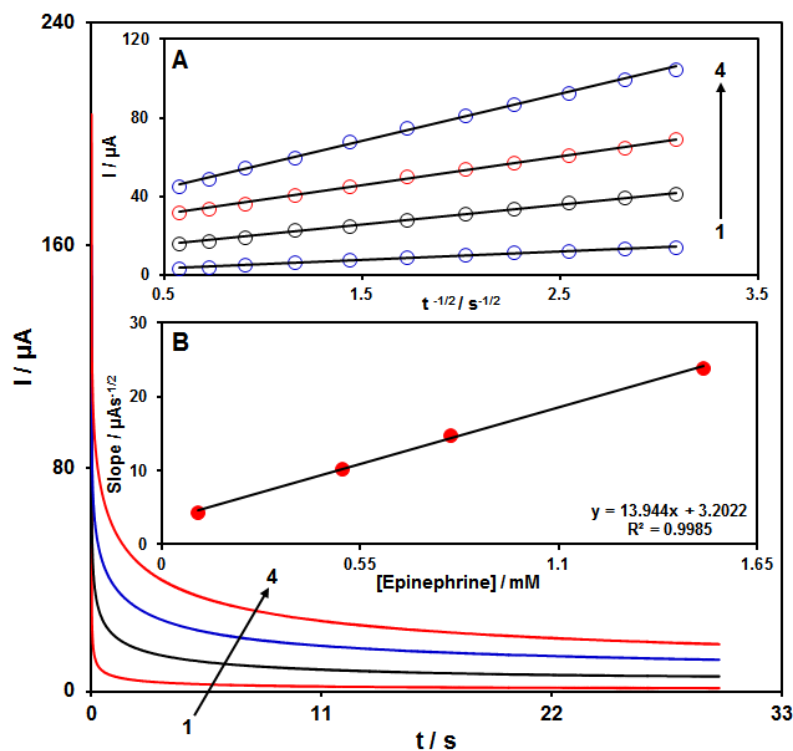 240
160
80
0
I / µA
0
11
22
33
t / s
A
120
80
40
0
I / µA
0.5
1.5
2.5
3.5
t -1/2 / s-1/2
4
1
B
30
20
10
0
Slope / µAs-1/2
0
0.55
1.1
1.65
[Epinephrine] / mM
y = 13.944x + 3.2022
R² = 0.9985
4
1